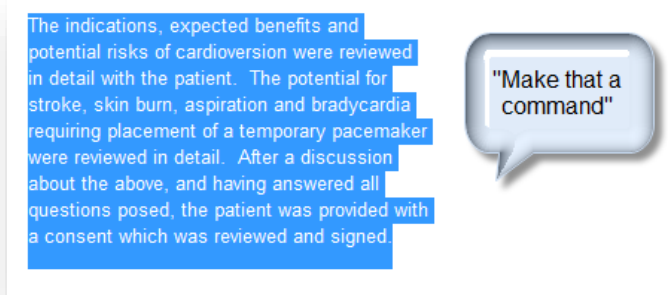 The indications, expected benefits and
potential risks of cardioversion were reviewed
in detail with the patient.  The potential for
stroke, skin burn, aspiration and bradycardia
requiring placement of a temporary pacemaker
were reviewed in detail.  After a discussion
about the above, and having answered all
questions posed, the patient was provided with
a consent which was reviewed and signed.
"Make that a
command"